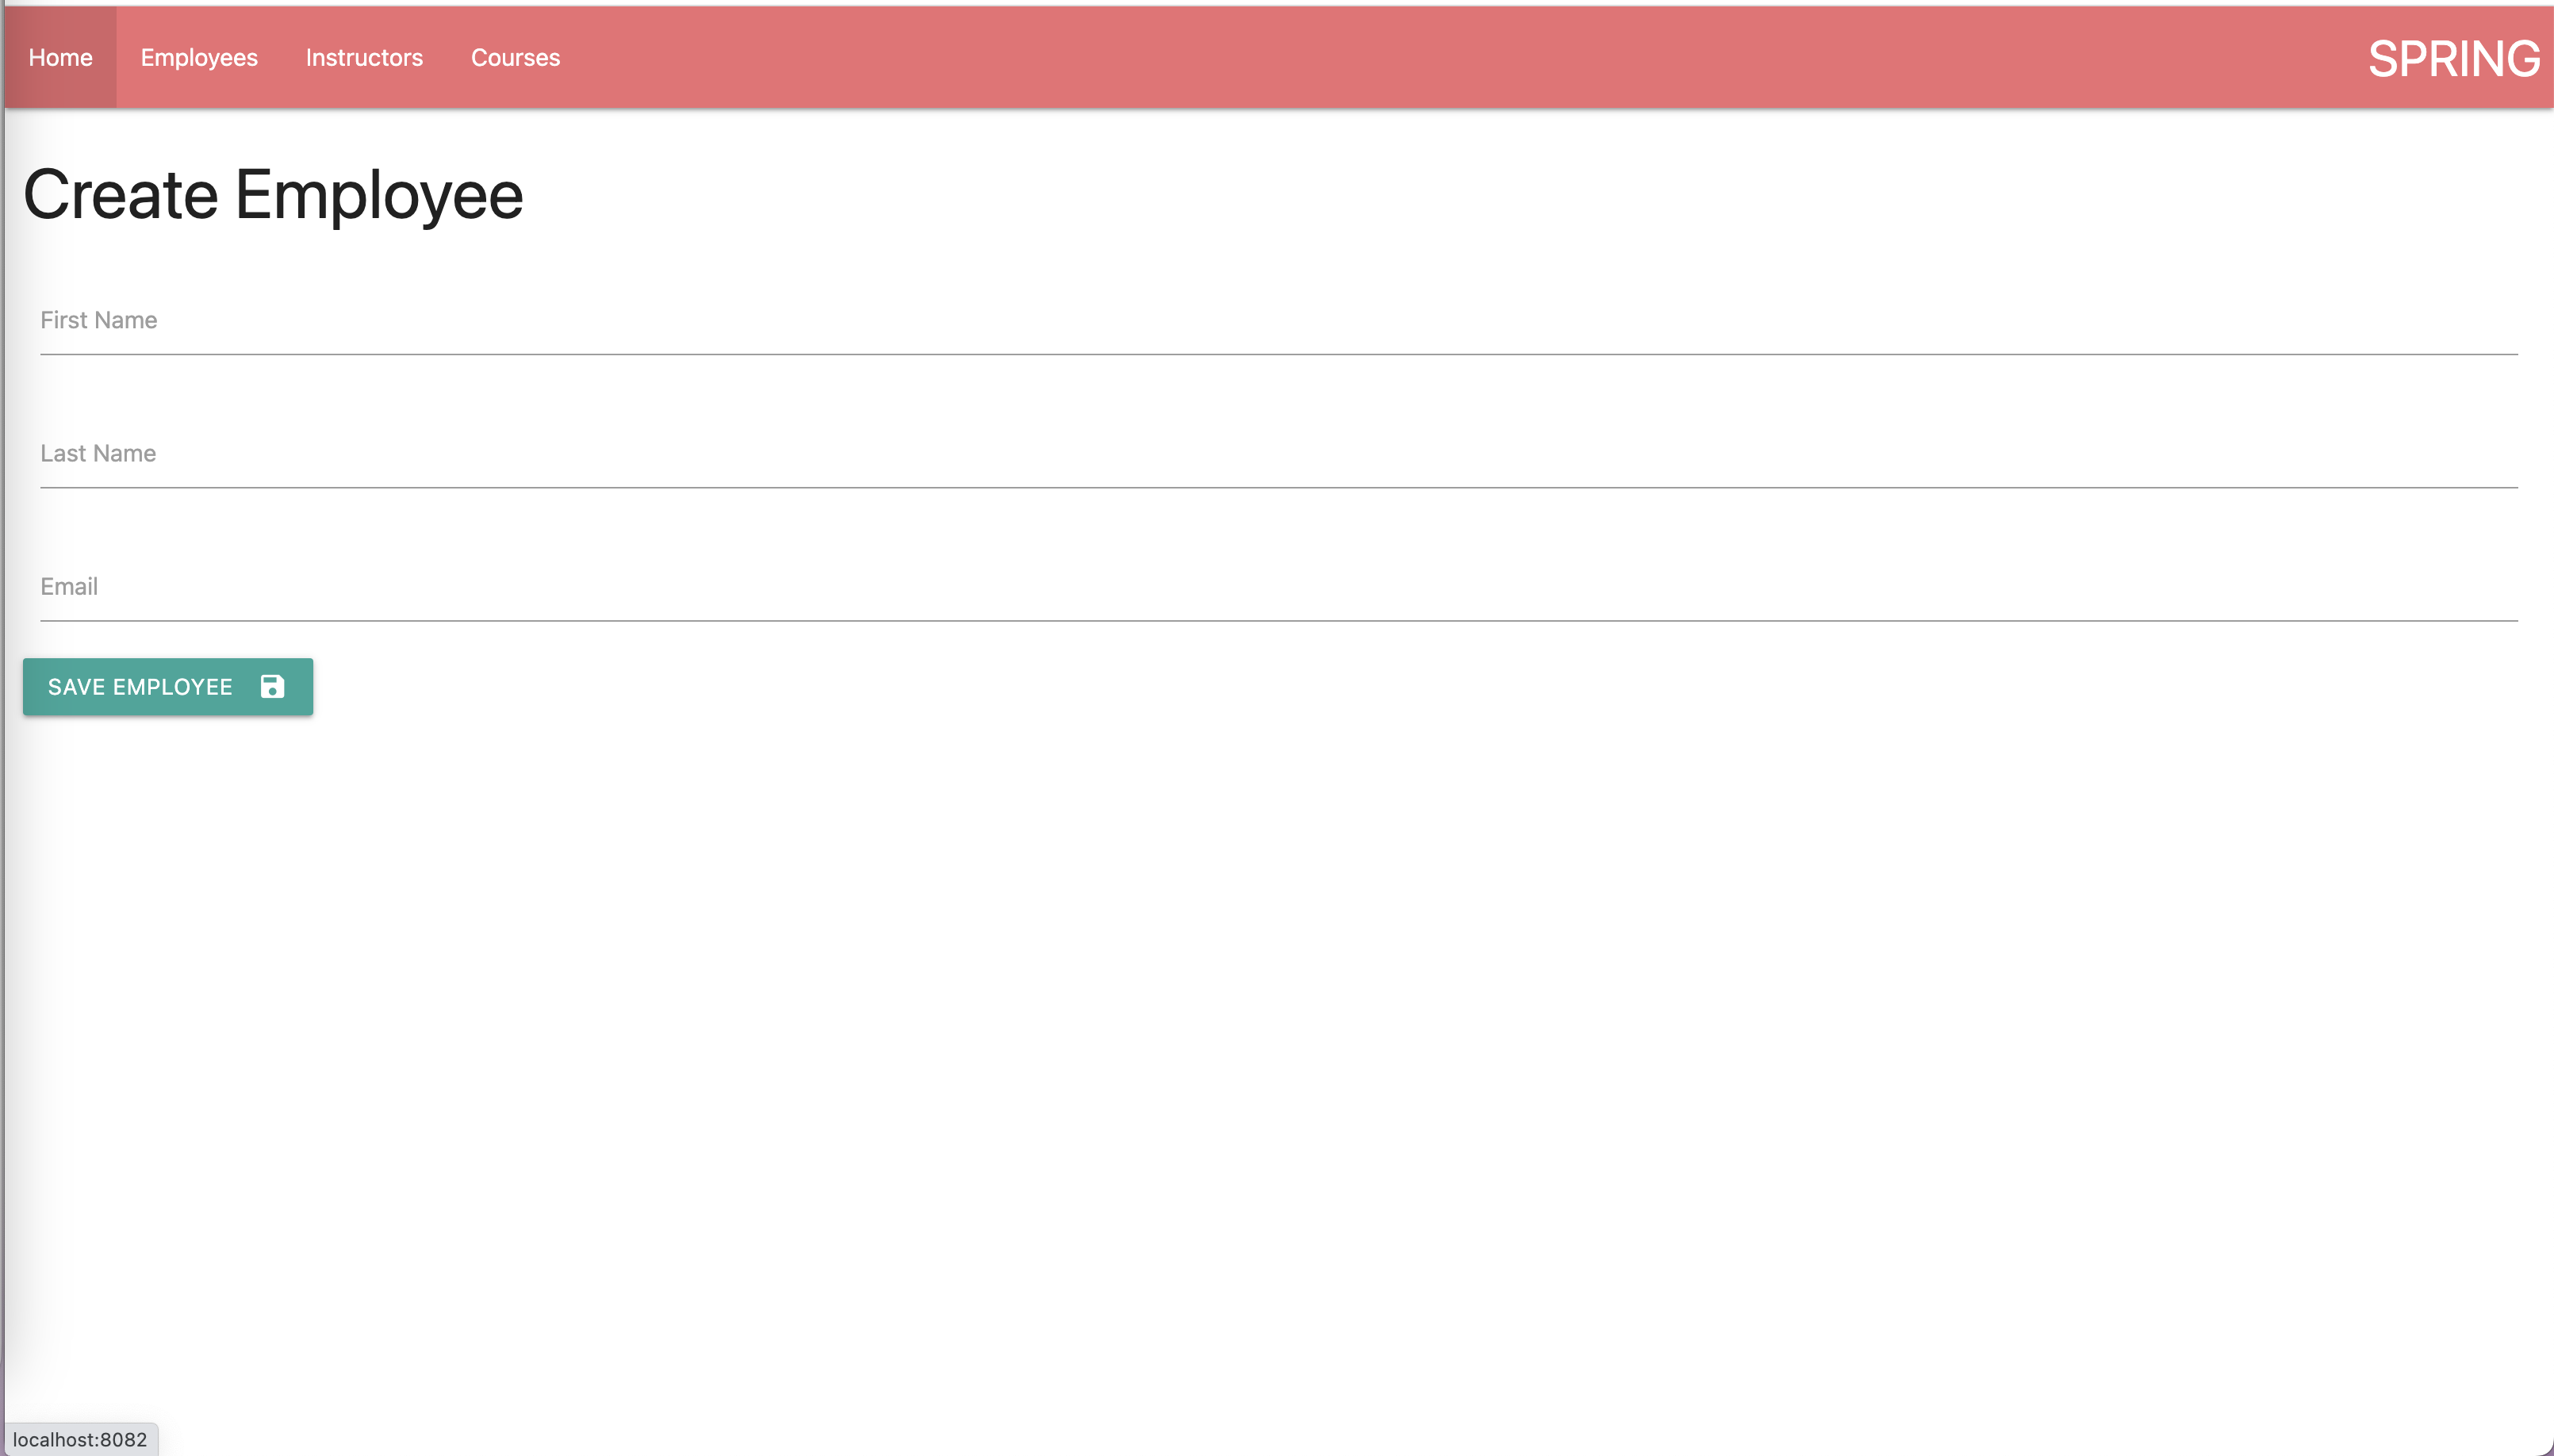 Home Employees Instructors Courses SPRING
Create Employee
First Name
Last Name
Email
SAVE EMPLOYEE
localhost:8082